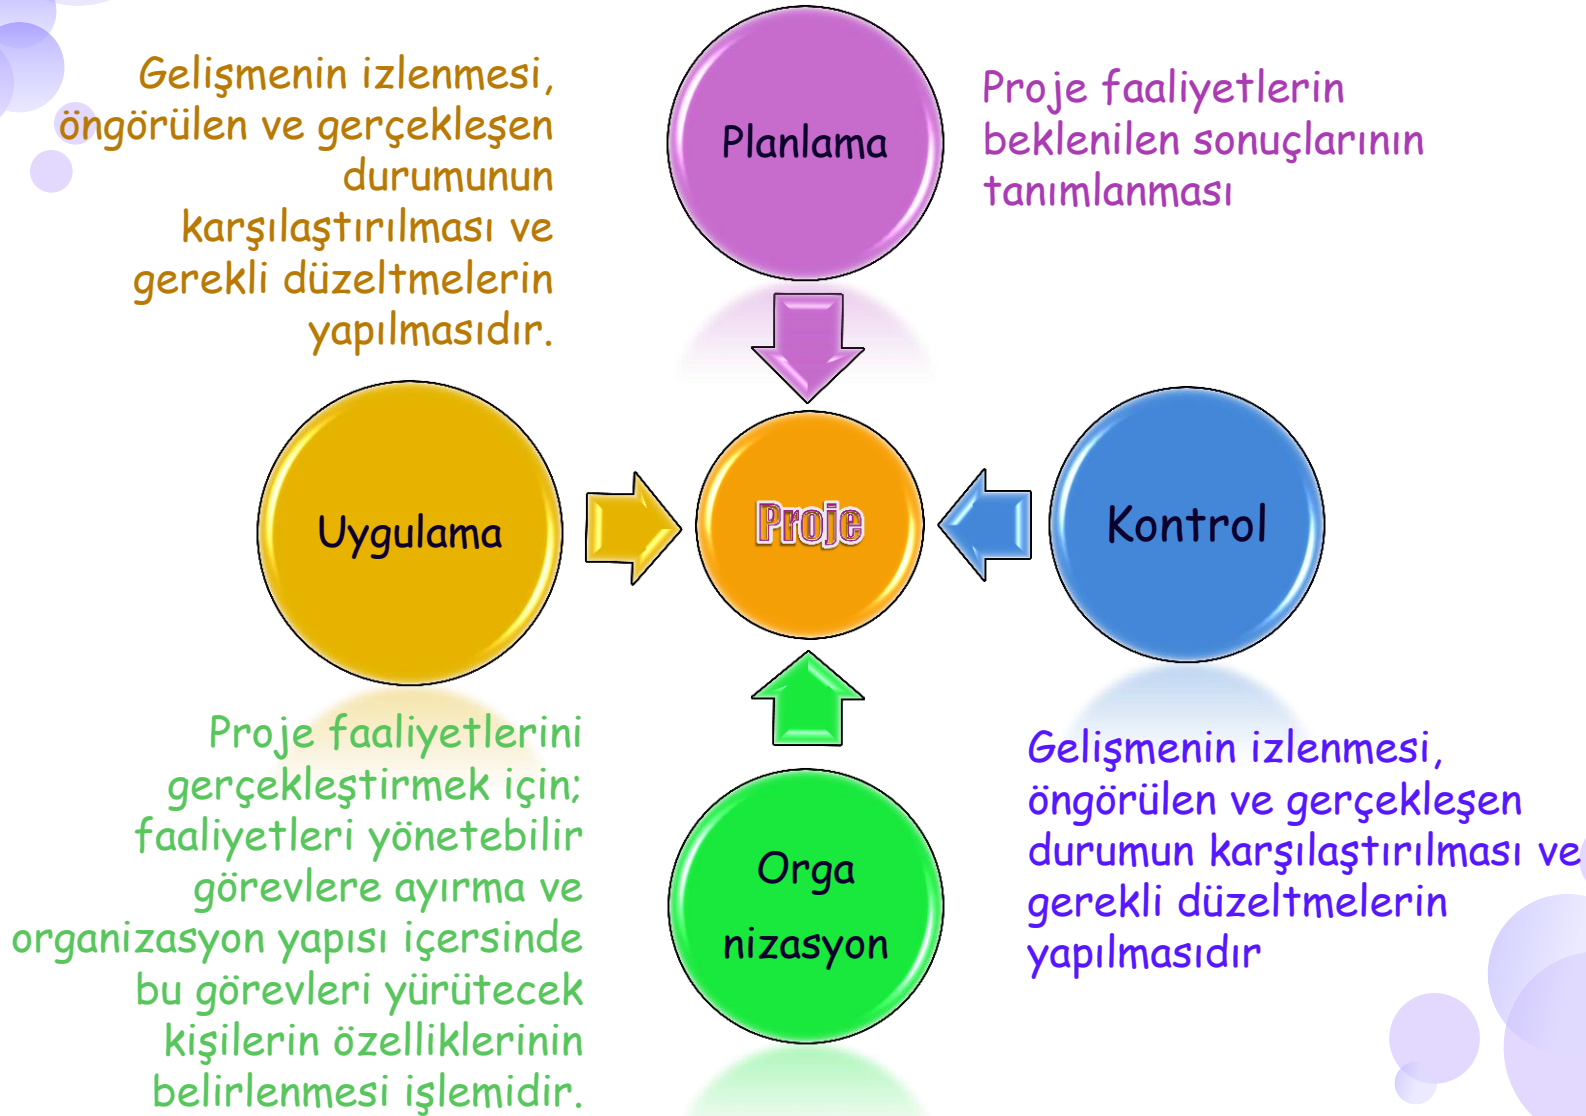 Gelişmenin izlenmesi,
öngörülen ve gerçekleşen
durumunun
karşılaştırılması ve
gerekli düzeltmelerin
yapılmasıdır.
Planlama
Proje faaliyetlerin
beklenilen sonuçlarının
tanımlanması
Uygulama
Proje
Kontrol
Proje faaliyetlerini
gerçekleştirmek için;
faaliyetleri yönetebilir
görevlere ayırma ve
organizasyon yapısı içersinde
bu görevleri yürütecek
kişilerin özelliklerinin
belirlenmesi işlemidir.
Orga
nizasyon
Gelişmenin izlenmesi,
öngörülen ve gerçekleşen
durumun karşılaştırılması ve
gerekli düzeltmelerin
yapılmasıdır